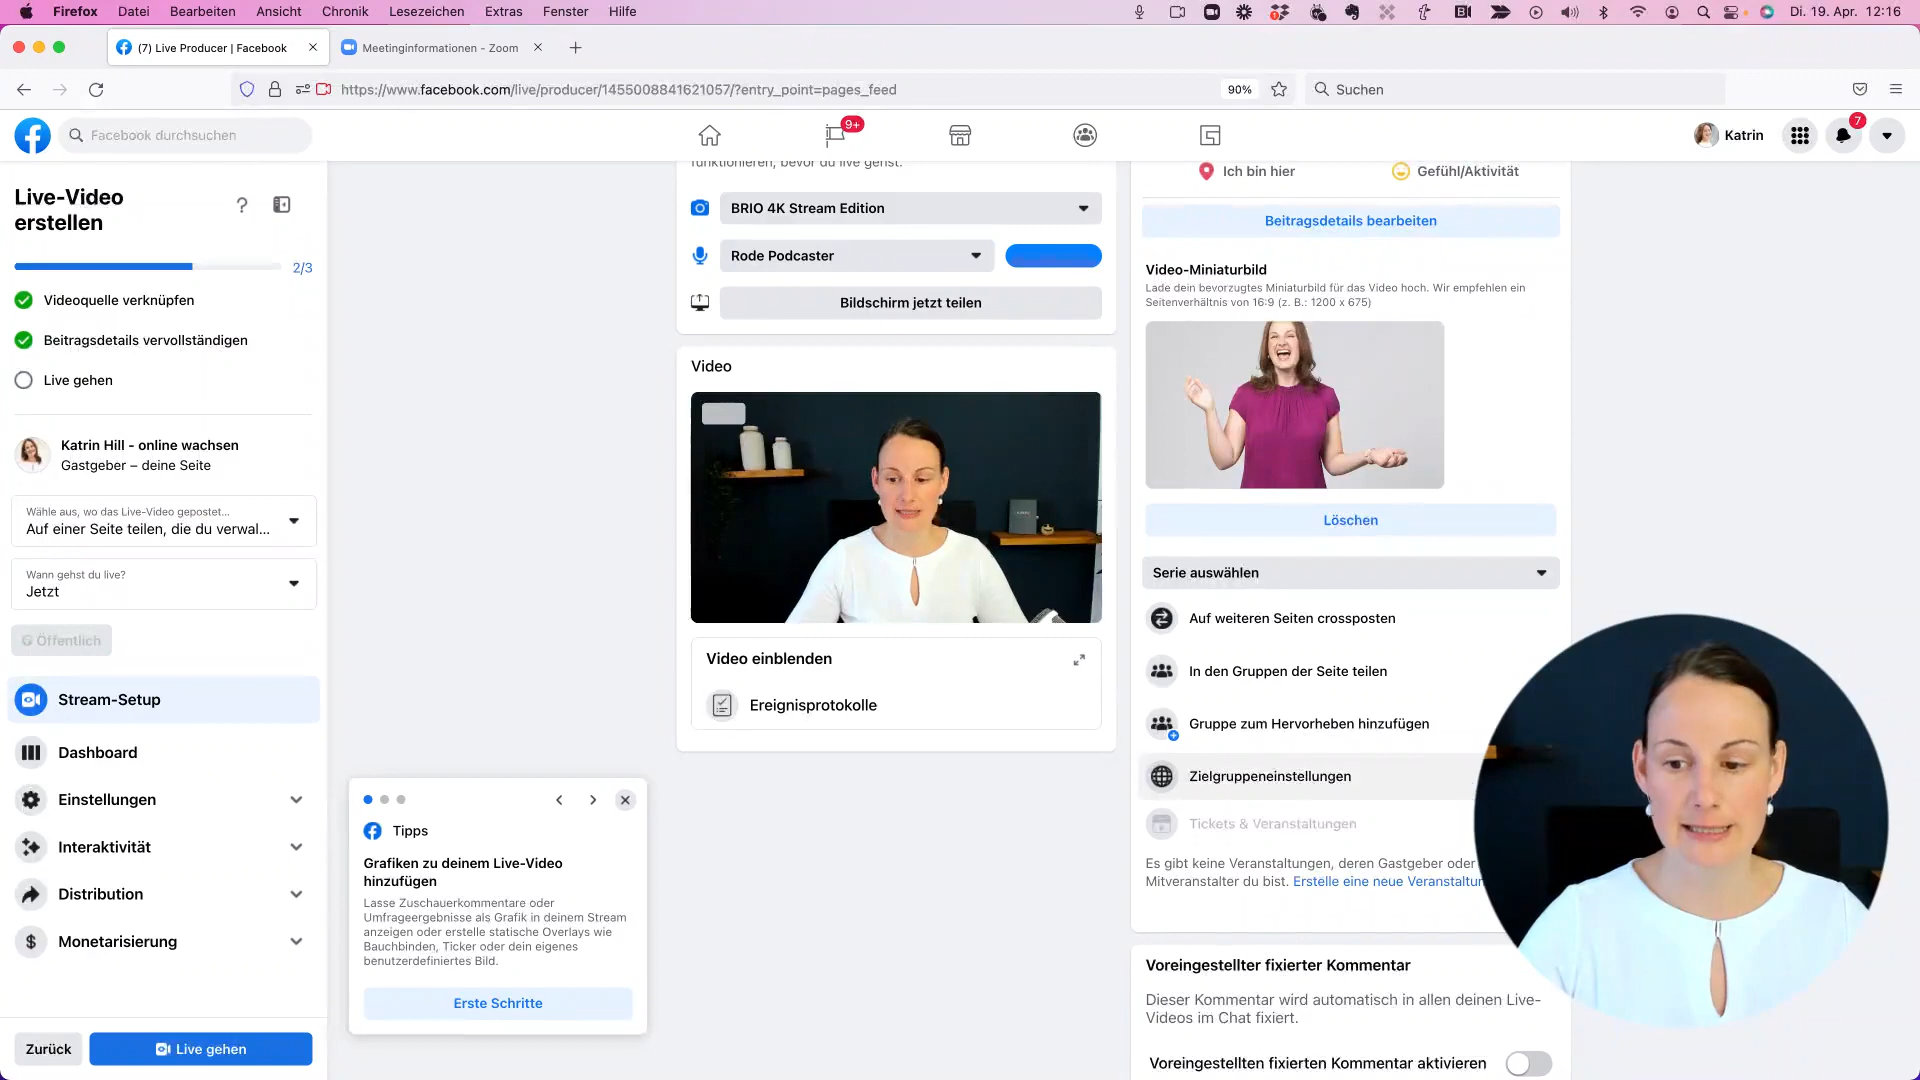 Firefox Datei Bearbeiten Ansicht Chronik Lesezeichen Extras Fenster Hilfe
Di. 19. Apr. 12:16
(7) Live Producer | Facebook
Meetinginformationen - Zoom
https://www.facebook.com/live/producer/1455008841621057/?entry_point=pages_feed
90%
Suchen
Facebook durchsuchen
9+
Katrin
7
Live-Video
erstellen
2/3
Videoquelle verknüpfen
Beitragsdetails vervollständigen
Live gehen
Katrin Hill - online wachsen
Gastgeber – deine Seite
Wähle aus, wo das Live-Video gepostet...
Auf einer Seite teilen, die du verwal...
Wann gehst du live?
Jetzt
Öffentlich
Stream-Setup
Dashboard
Einstellungen
Interaktivität
Distribution
Monetarisierung
Zurück
Live gehen
Tipps
Grafiken zu deinem Live-Video
hinzufügen
Lasse Zuschauerkommentare oder
Umfrageergebnisse als Grafik in deinem Stream
anzeigen oder erstelle statische Overlays wie
Bauchbinden, Ticker oder dein eigenes
benutzerdefiniertes Bild.
Erste Schritte
funktionieren, bevor du live gehst.
BRIO 4K Stream Edition
Rode Podcaster
Bildschirm jetzt teilen
Video
Video einblenden
Ereignisprotokolle
Ich bin hier
Gefühl/Aktivität
Beitragsdetails bearbeiten
Video-Miniaturbild
Lade dein bevorzugtes Miniaturbild für das Video hoch. Wir empfehlen ein
Seitenverhältnis von 16:9 (z. B.: 1200 x 675)
Löschen
Serie auswählen
Auf weiteren Seiten crossposten
In den Gruppen der Seite teilen
Gruppe zum Hervorheben hinzufügen
Zielgruppeneinstellungen
Tickets & Veranstaltungen
Es gibt keine Veranstaltungen, deren Gastgeber oder
Mitveranstalter du bist. Erstelle eine neue Veranstaltun
Voreingestellter fixierter Kommentar
Dieser Kommentar wird automatisch in allen deinen Live-
Videos im Chat fixiert.
Voreingestellten fixierten Kommentar aktivieren